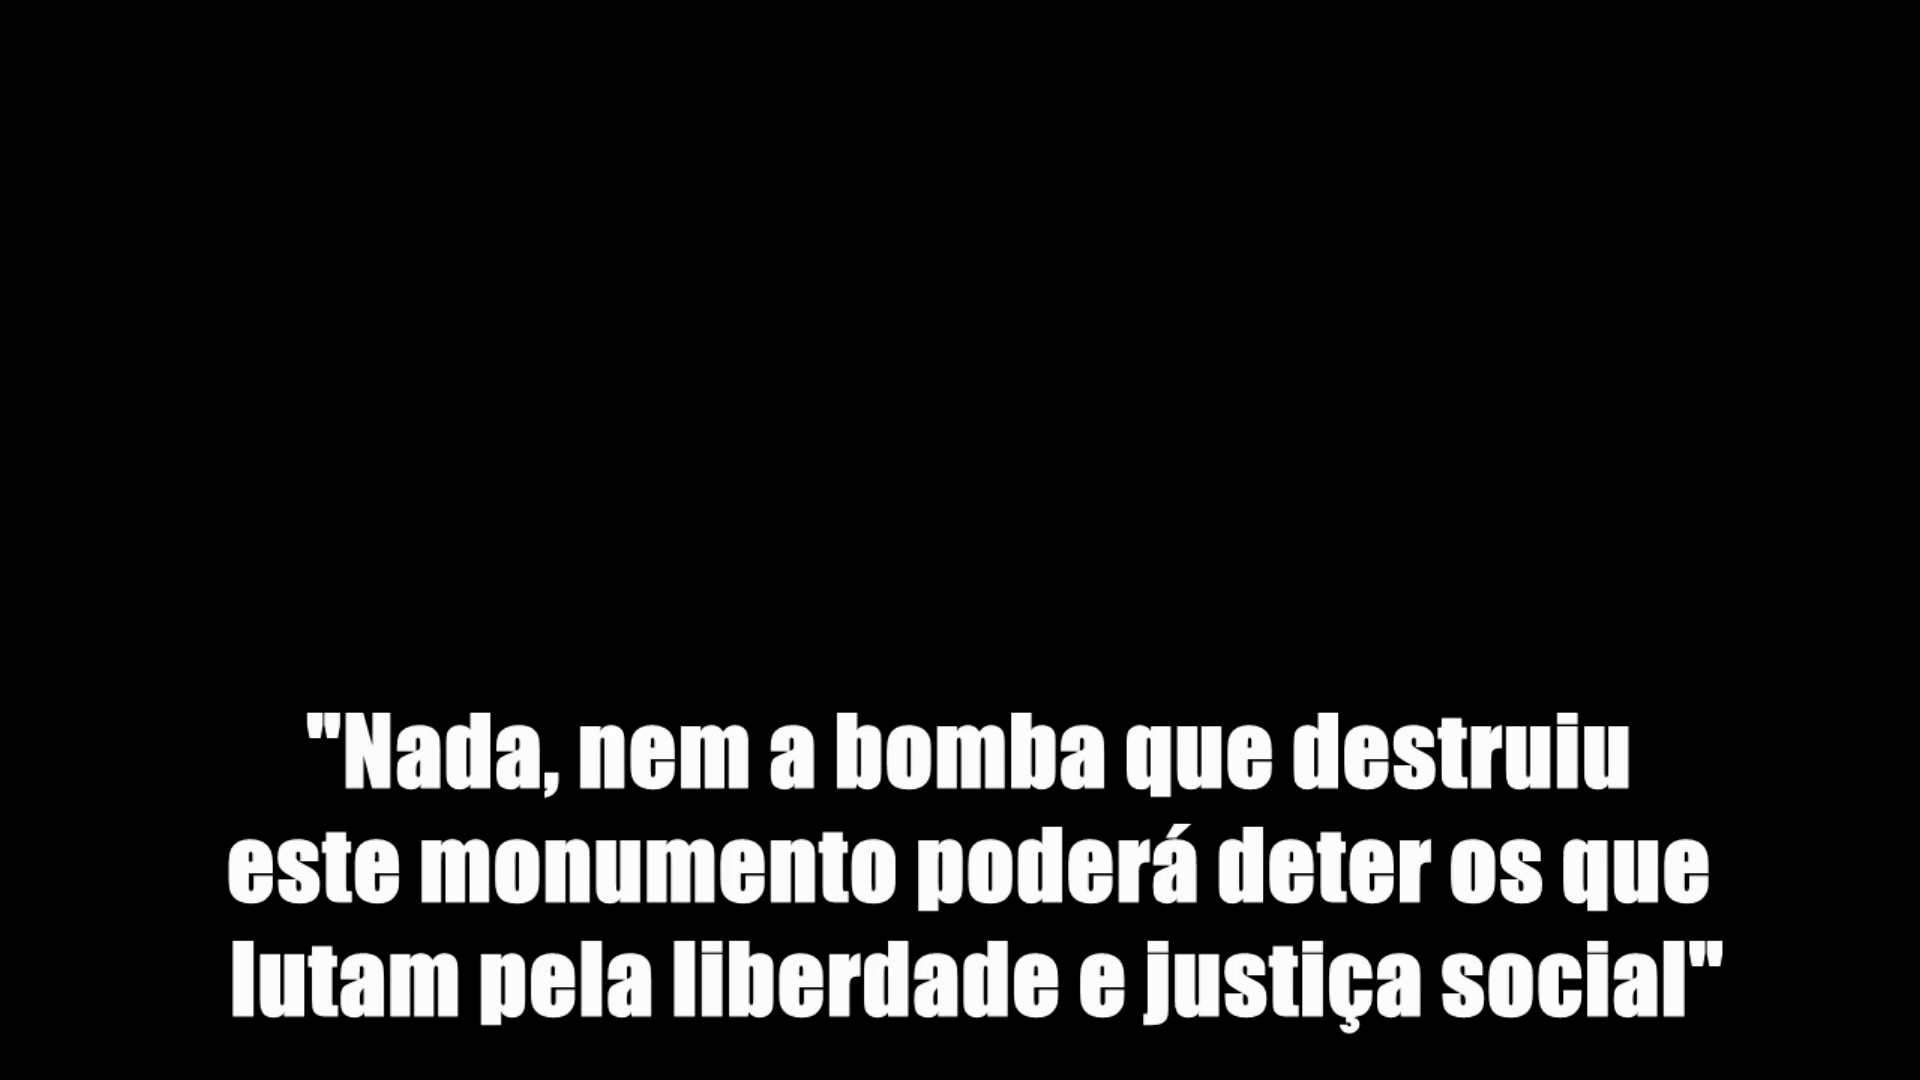 "Nada, nem a bomba que destruiu
este monumento poderá deter os que
lutam pela liberdade e justiça social"